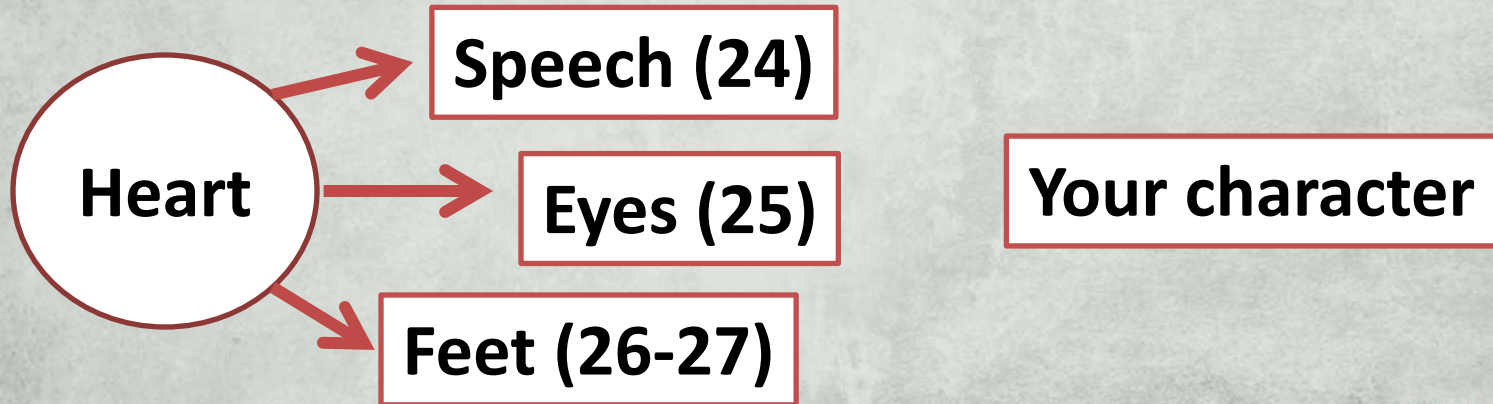 Heart
Speech (24)
Eyes (25)
Feet (26-27)
Your character